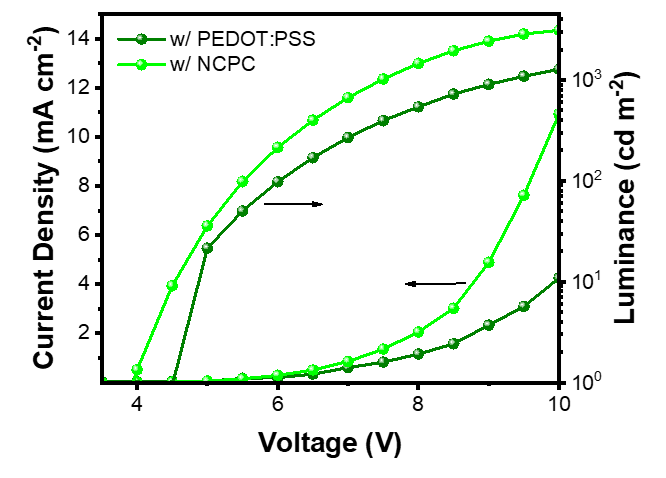 w/ PEDOT:PSS
w/ NCPC
Current Density (mA cm⁻²)
14
12
10
8
6
4
2
Luminance (cd m⁻²)
10³
10²
10¹
10⁰
4 6 8 10
Voltage (V)